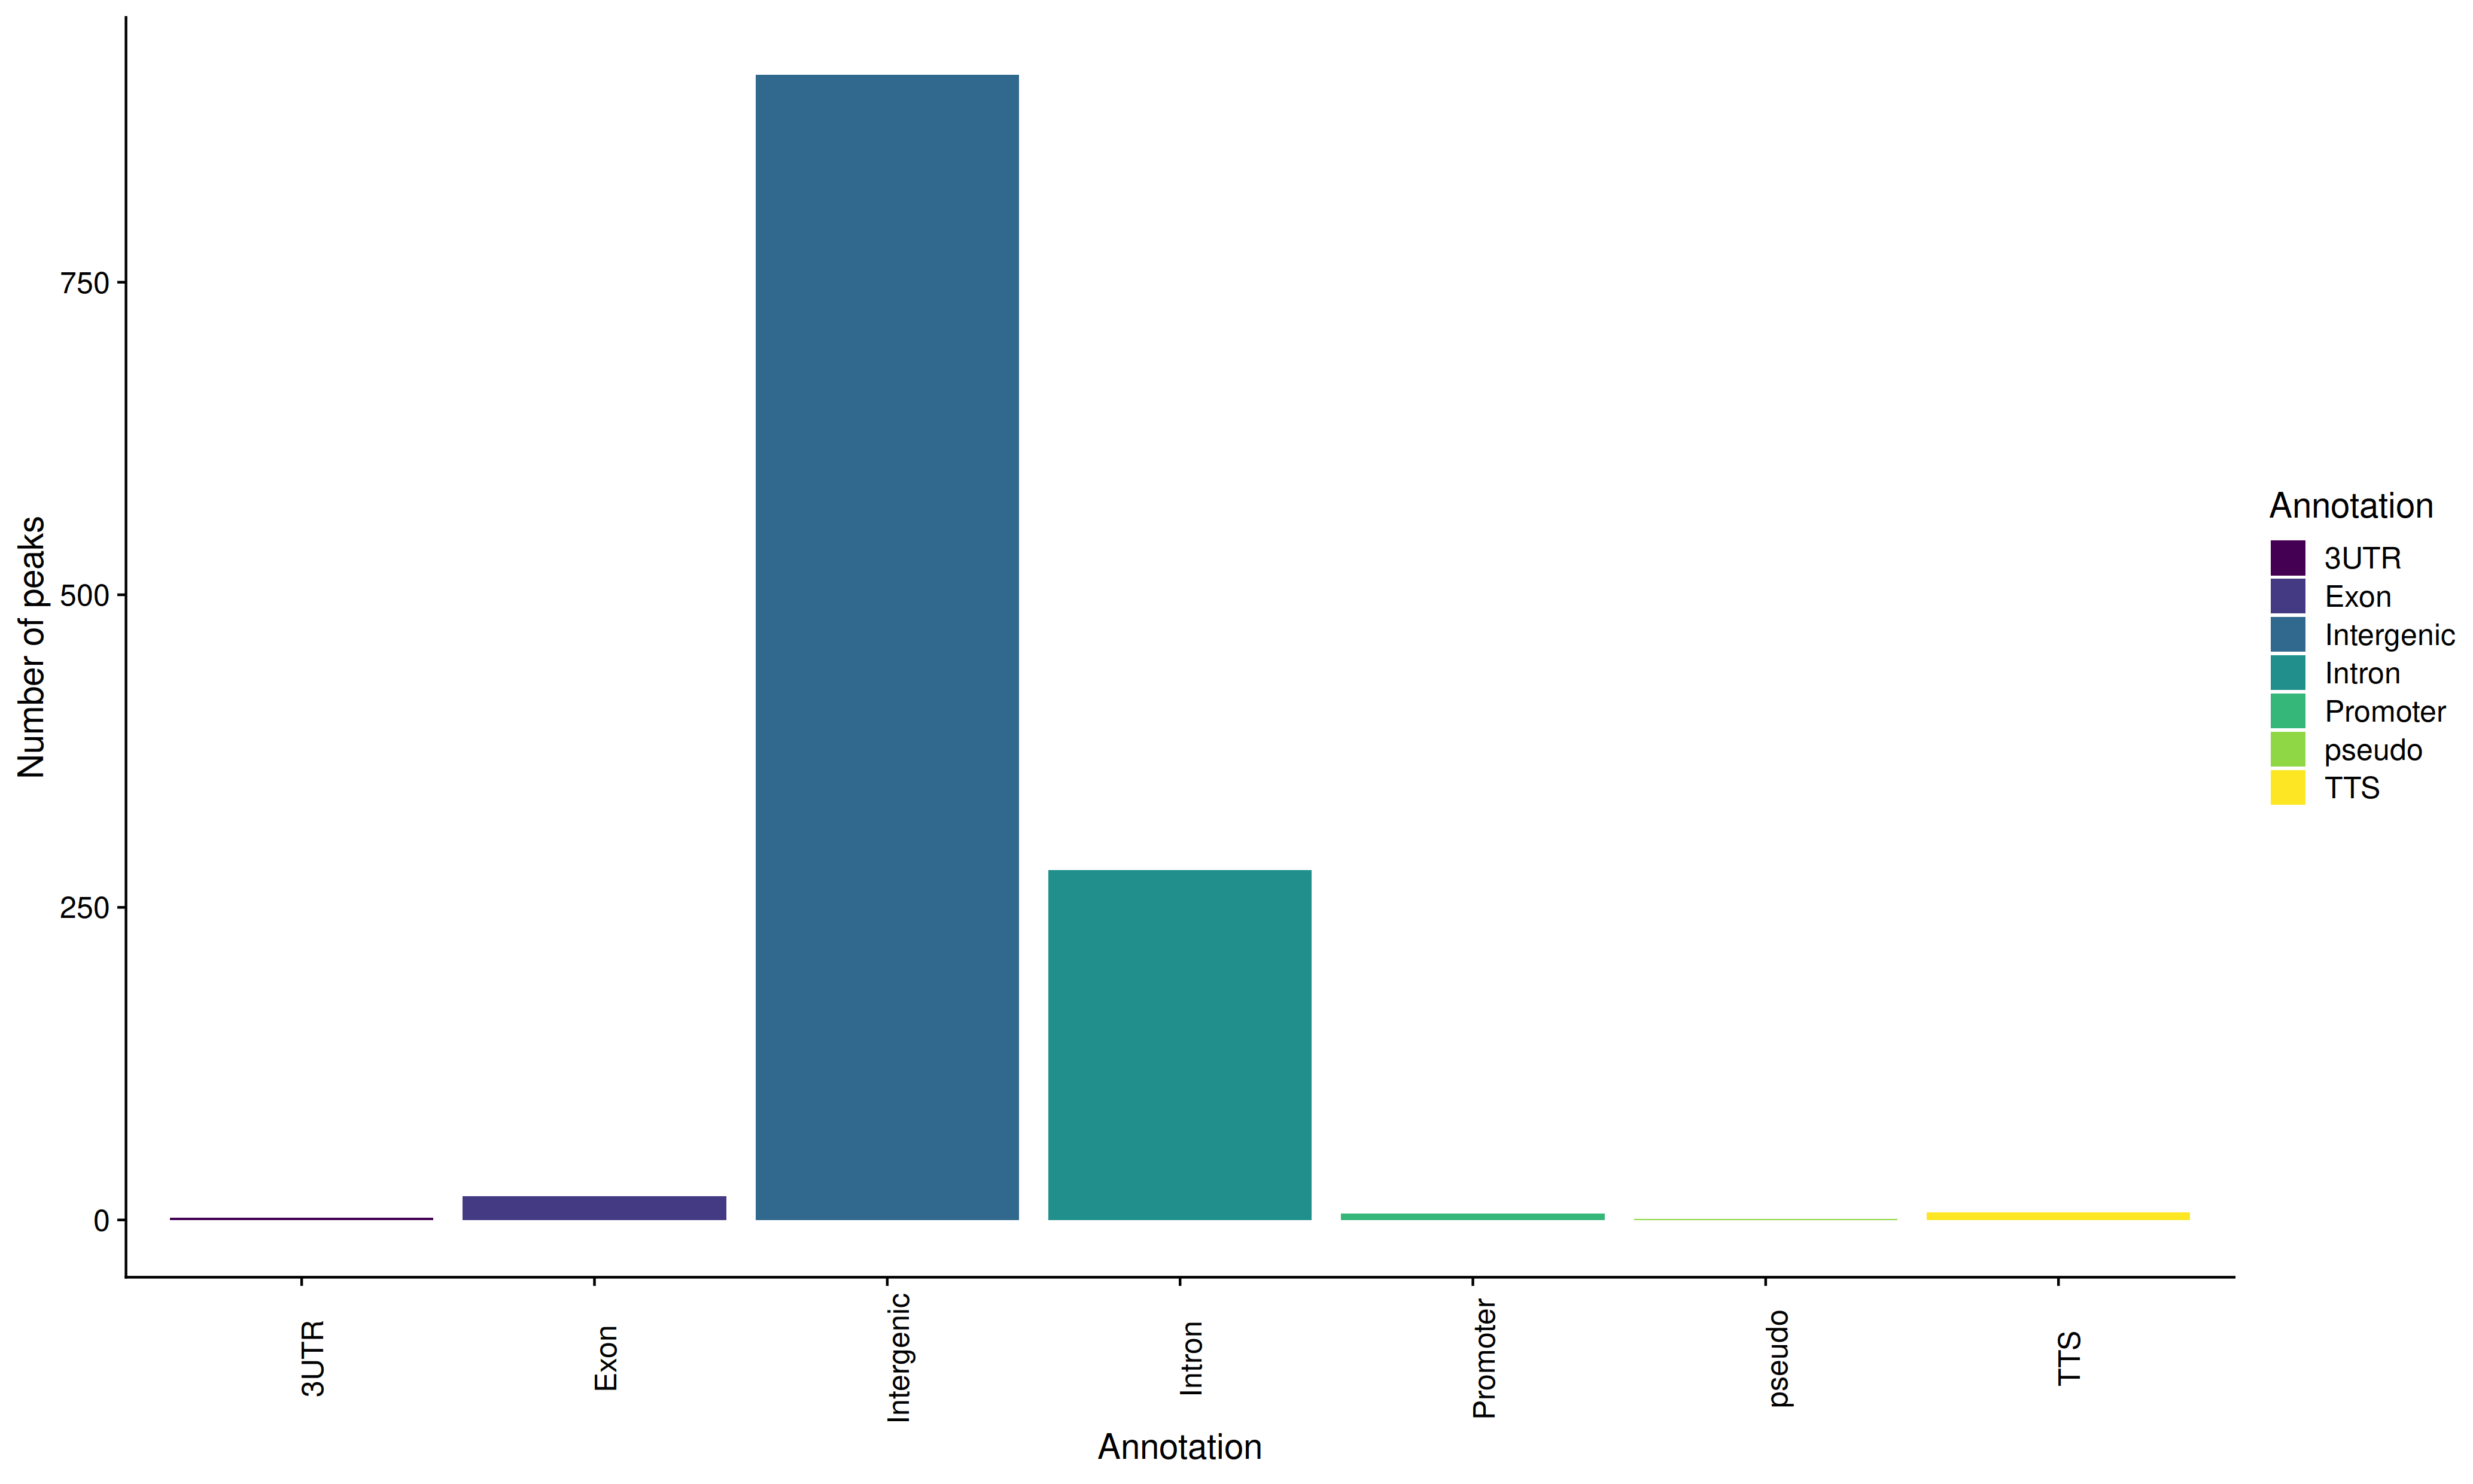 Number of peaks
750
500
250
0
3UTR
Exon
Intergenic
Intron
Promoter
pseudo
TTS
Annotation
Annotation
3UTR
Exon
Intergenic
Intron
Promoter
pseudo
TTS